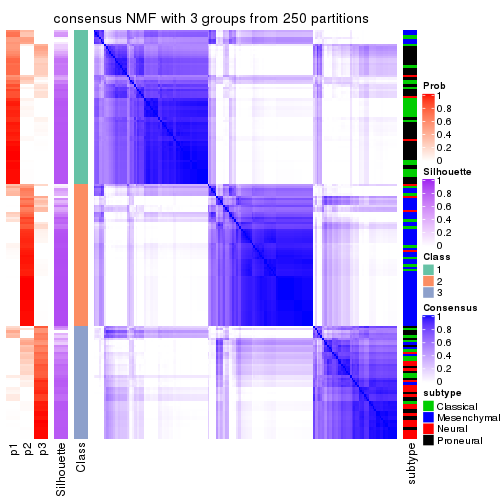 consensus NMF with 3 groups from 250 partitions
Prob
1
0.8
0.6
0.4
0.2
0
Silhouette
1
0.8
0.6
0.4
0.2
0
Class
1
2
3
Consensus
1
0.8
0.6
0.4
0.2
0
subtype
Classical
Mesenchymal
Neural
Proneural
p1
p2
p3
Silhouette
Class
subtype